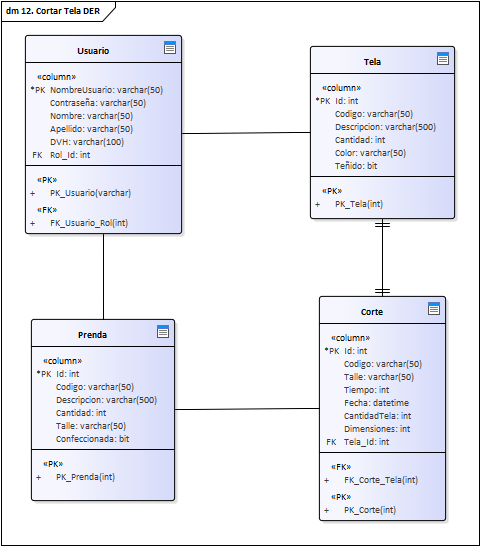 dm 12. Cortar Tela DER
Usuario
«column»
*PK NombreUsuario: varchar(50)
Contraseña: varchar(50)
Nombre: varchar(50)
Apellido: varchar(50)
DVH: varchar(100)
FK Rol_Id: int
«PK»
+ PK_Usuario(varchar)
«FK»
+ FK_Usuario_Rol(int)
Tela
«column»
*PK Id: int
Codigo: varchar(50)
Descripcion: varchar(500)
Cantidad: int
Color: varchar(50)
Teñido: bit
«PK»
+ PK_Tela(int)
Prenda
«column»
*PK Id: int
Codigo: varchar(50)
Descripcion: varchar(500)
Cantidad: int
Talle: varchar(50)
Confeccionada: bit
«PK»
+ PK_Prenda(int)
Corte
«column»
*PK Id: int
Codigo: varchar(50)
Talle: varchar(50)
Tiempo: int
Fecha: datetime
CantidadTela: int
Dimensiones: int
FK Tela_Id: int
«FK»
+ FK_Corte_Tela(int)
«PK»
+ PK_Corte(int)